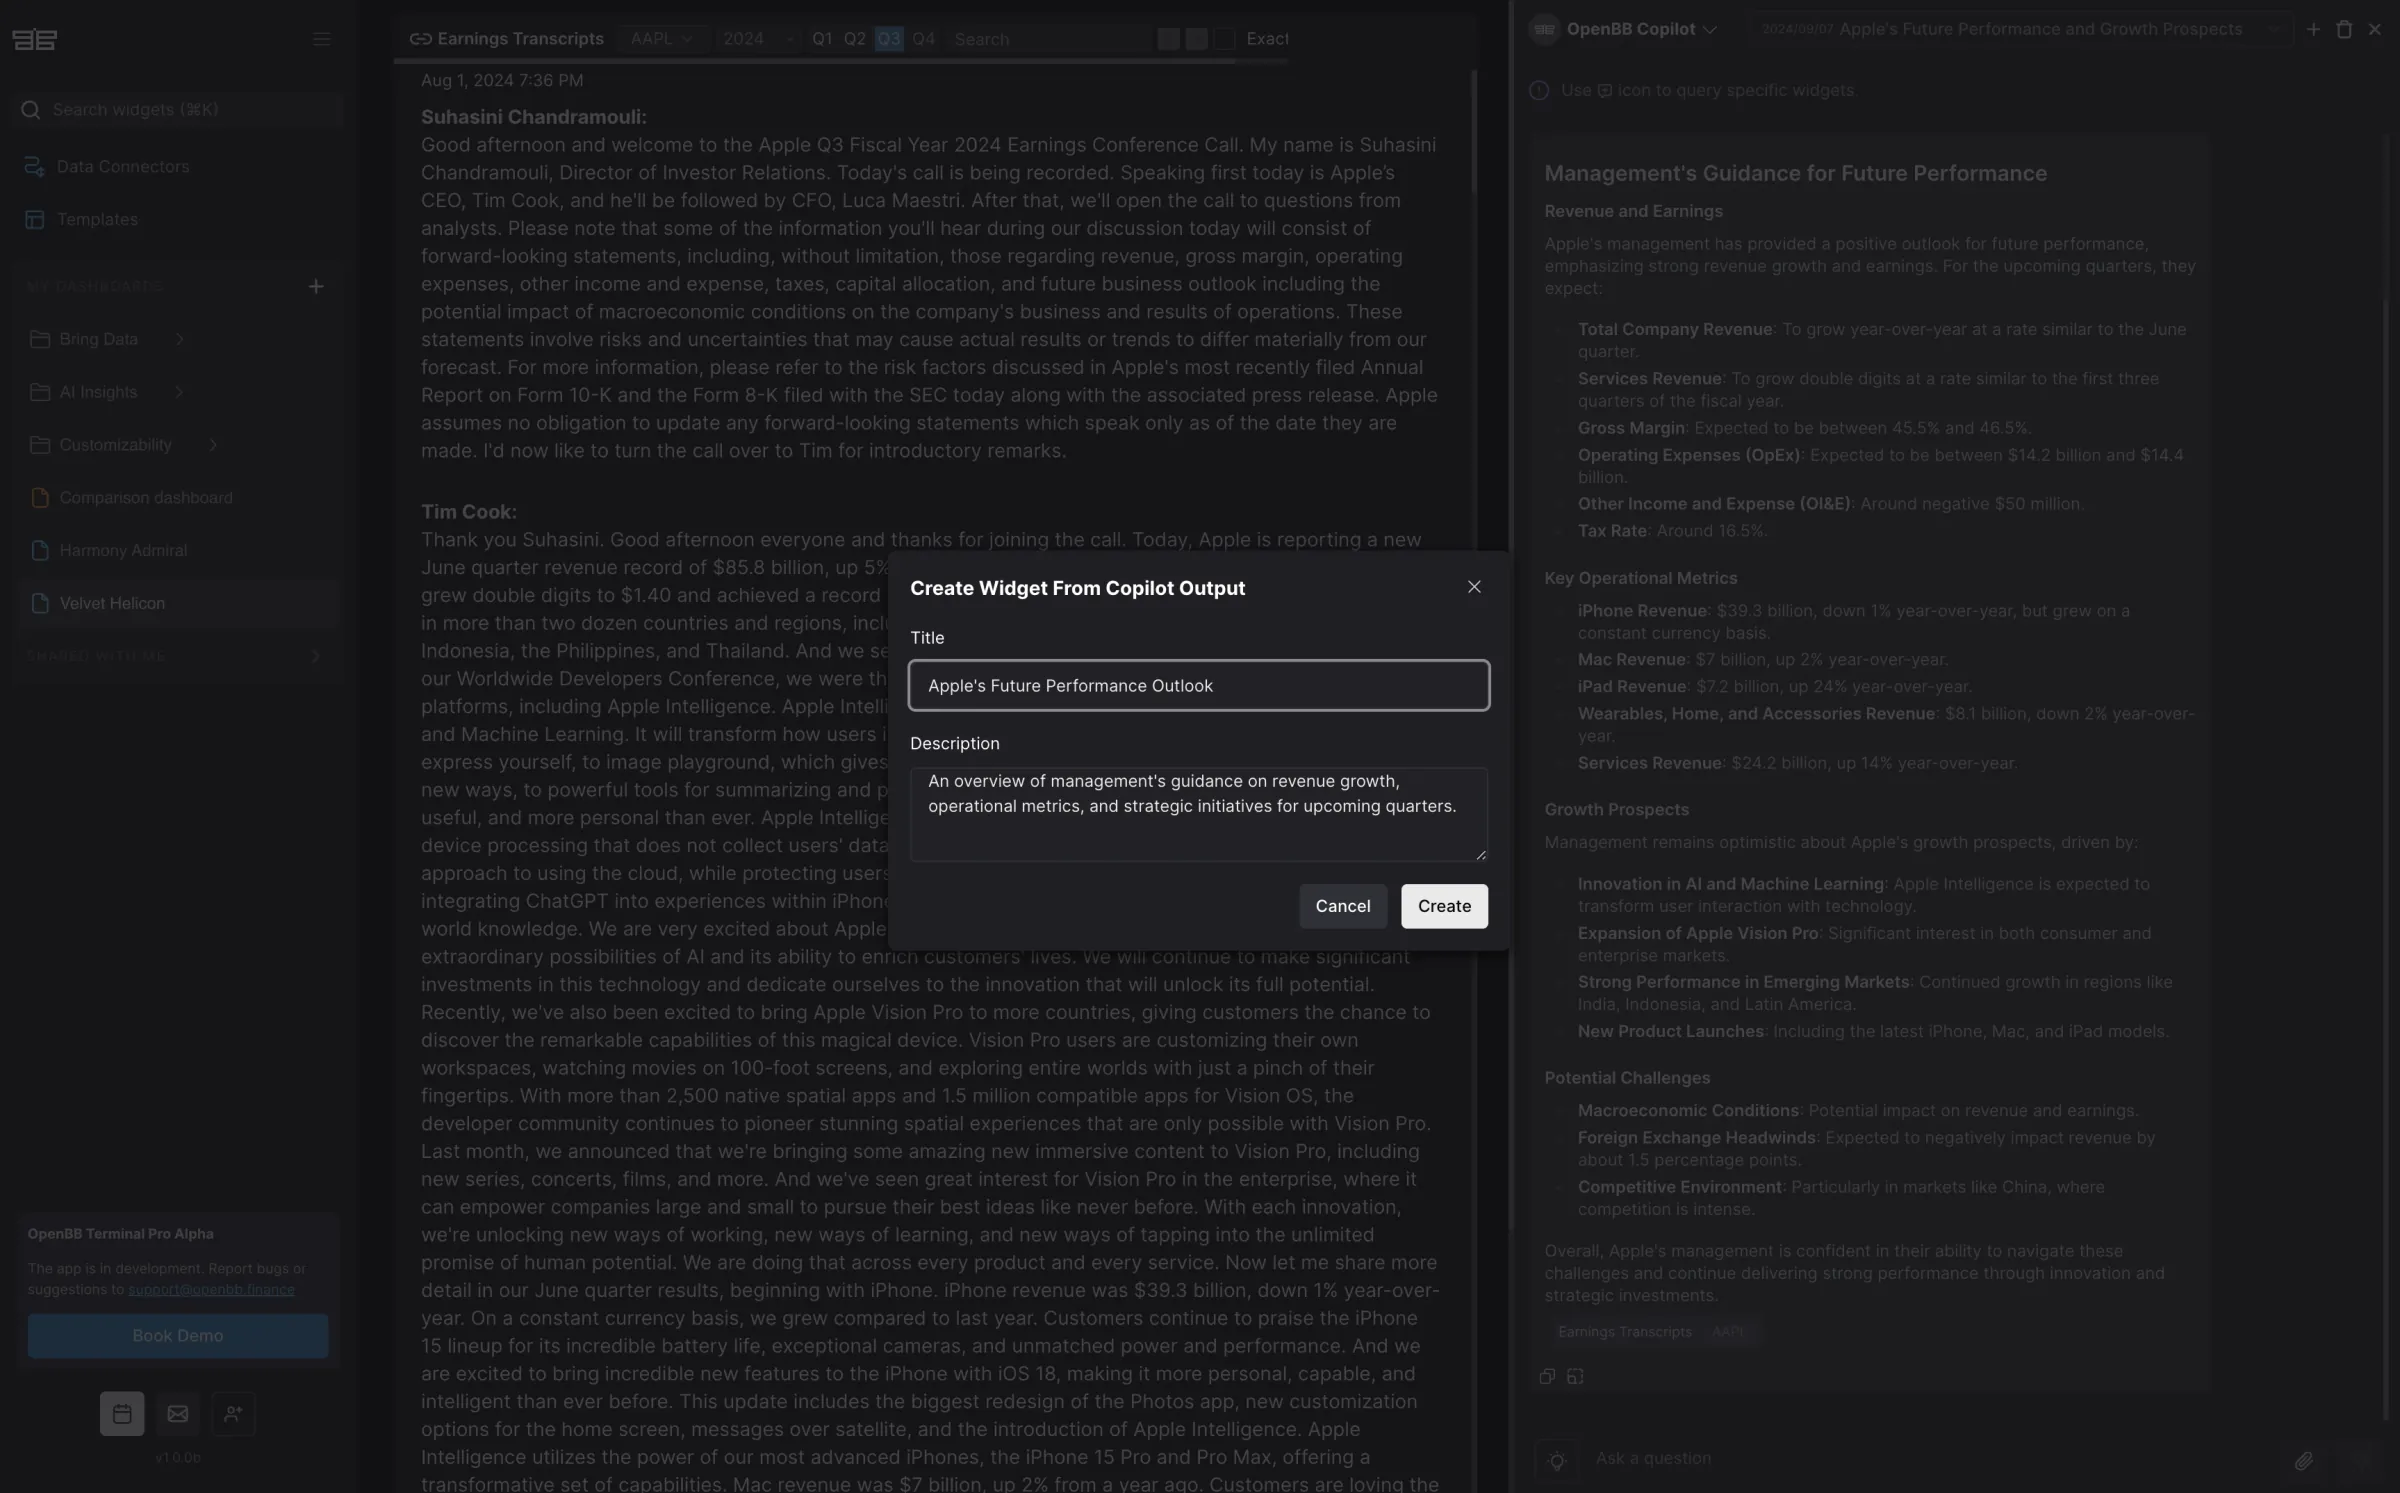 Search widgets (⌘K)
Data Connectors
Templates
MY DASHBOARDS
Bring Data
AI Insights
Customizability
Comparison dashboard
Harmony Admiral
Velvet Helicon
SHARED WITH ME
OpenBB Terminal Pro Alpha
The app is in development. Report bugs or
suggestions to support@openbb.finance
Book Demo
v1.0.0b
Earnings Transcripts AAPL 2024 Q1 Q2 Q3 Q4 Search Exact
Aug 1, 2024 7:36 PM
Suhasini Chandramouli:
Good afternoon and welcome to the Apple Q3 Fiscal Year 2024 Earnings Conference Call. My name is Suhasini
Chandramouli, Director of Investor Relations. Today's call is being recorded. Speaking first today is Apple's
CEO, Tim Cook, and he'll be followed by CFO, Luca Maestri. After that, we'll open the call to questions from
analysts. Please note that some of the information you'll hear during our discussion today will consist of
forward-looking statements, including, without limitation, those regarding revenue, gross margin, operating
expenses, other income and expense, taxes, capital allocation, and future business outlook including the
potential impact of macroeconomic conditions on the company's business and results of operations. These
statements involve risks and uncertainties that may cause actual results or trends to differ materially from our
forecast. For more information, please refer to the risk factors discussed in Apple's most recently filed Annual
Report on Form 10-K and the Form 8-K filed with the SEC today along with the associated press release. Apple
assumes no obligation to update any forward-looking statements which speak only as of the date they are
made. I'd now like to turn the call over to Tim for introductory remarks.
Tim Cook:
Thank you Suhasini. Good afternoon everyone and thanks for joining the call. Today, Apple is reporting a new
June quarter revenue record of $85.8 billion, up 5%
grew double digits to $1.40 and achieved a record
in more than two dozen countries and regions,
Indonesia, the Philippines, and Thailand. And we
our Worldwide Developers Conference, we were
platforms, including Apple Intelligence. Apple
and Machine Learning. It will transform how users
express yourself, to image playground, which gives
new ways, to powerful tools for summarizing and
useful, and more personal than ever. Apple
device processing that does not collect users' data
approach to using the cloud, while protecting
integrating ChatGPT into experiences within
world knowledge. We are very excited about Apple
extraordinary possibilities of AI and its ability to enrich customers' lives. We will continue to make significant
investments in this technology and dedicate ourselves to the innovation that will unlock its full potential.
Recently, we've also been excited to bring Apple Vision Pro to more countries, giving customers the chance to
discover the remarkable capabilities of this magical device. Vision Pro users are customizing their own
workspaces, watching movies on 100-foot screens, and exploring entire worlds with just a pinch of their
fingertips. With more than 2,500 native spatial apps and 1.5 million compatible apps for Vision OS, the
developer community continues to pioneer stunning spatial experiences that are only possible with Vision Pro.
Last month, we announced that we're bringing some amazing new immersive content to Vision Pro, including
new series, concerts, films, and more. And we've seen great interest for Vision Pro in the enterprise, where it
can empower companies large and small to pursue their best ideas like never before. With each innovation,
we're unlocking new ways of working, new ways of learning, and new ways of tapping into the unlimited
promise of human potential. We are doing that across every product and every service. Now let me share more
detail in our June quarter results, beginning with iPhone. iPhone revenue was $39.3 billion, down 1% year-over-
year. On a constant currency basis, we grew compared to last year. Customers continue to praise the iPhone
15 lineup for its incredible battery life, exceptional cameras, and unmatched power and performance. And we
are excited to bring incredible new features to the iPhone with iOS 18, making it more personal, capable, and
intelligent than ever before. This update includes the biggest redesign of the Photos app, new customization
options for the home screen, messages over satellite, and the introduction of Apple Intelligence. Apple
Intelligence utilizes the power of our most advanced iPhones, the iPhone 15 Pro and Pro Max, offering a
transformative set of capabilities. Mac revenue was $7 billion, up 2% from a year ago. Customers are loving the
Create Widget From Copilot Output
Title
Apple's Future Performance Outlook
Description
An overview of management's guidance on revenue growth,
operational metrics, and strategic initiatives for upcoming quarters.
Cancel Create
OpenBB Copilot 2024/09/07 Apple's Future Performance and Growth Prospects
Use icon to query specific widgets.
Management's Guidance for Future Performance
Revenue and Earnings
Apple's management has provided a positive outlook for future performance,
emphasizing strong revenue growth and earnings. For the upcoming quarters, they
expect:
Total Company Revenue: To grow year-over-year at a rate similar to the June
quarter.
Services Revenue: To grow double digits at a rate similar to the first three
quarters of the fiscal year.
Gross Margin: Expected to be between 45.5% and 46.5%.
Operating Expenses (OpEx): Expected to be between $14.2 billion and $14.4
billion.
Other Income and Expense (OI&E): Around negative $50 million.
Tax Rate: Around 16.5%.
Key Operational Metrics
iPhone Revenue: $39.3 billion, down 1% year-over-year, but grew on a
constant currency basis.
Mac Revenue: $7 billion, up 2% year-over-year.
iPad Revenue: $7.2 billion, up 24% year-over-year.
Wearables, Home, and Accessories Revenue: $8.1 billion, down 2% year-over-
year.
Services Revenue: $24.2 billion, up 14% year-over-year.
Growth Prospects
Management remains optimistic about Apple's growth prospects, driven by:
Innovation in AI and Machine Learning: Apple Intelligence is expected to
transform user interaction with technology.
Expansion of Apple Vision Pro: Significant interest in both consumer and
enterprise markets.
Strong Performance in Emerging Markets: Continued growth in regions like
India, Indonesia, and Latin America.
New Product Launches: Including the latest iPhone, Mac, and iPad models.
Potential Challenges
Macroeconomic Conditions: Potential impact on revenue and earnings.
Foreign Exchange Headwinds: Expected to negatively impact revenue by
about 1.5 percentage points.
Competitive Environment: Particularly in markets like China, where
competition is intense.
Overall, Apple's management is confident in their ability to navigate these
challenges and continue delivering strong performance through innovation and
strategic investments.
Earnings Transcripts AAPL
Ask a question